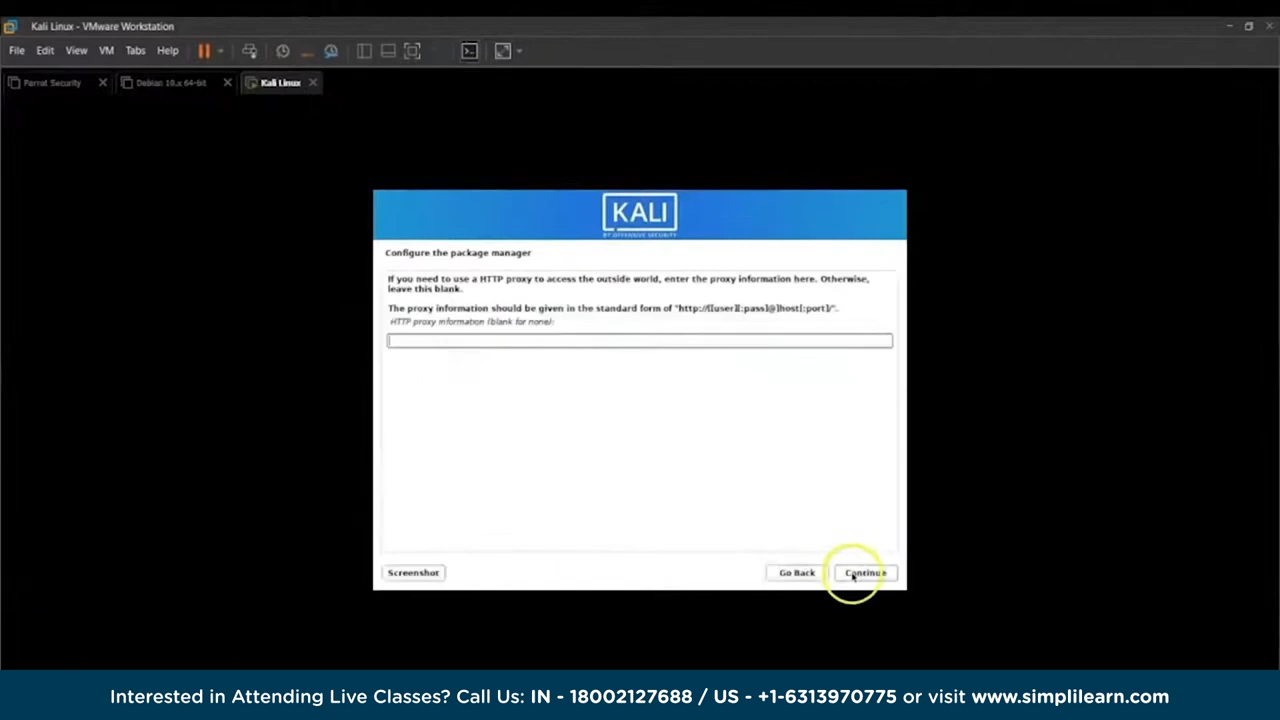 Kali Linux - VMware Workstation
File Edit View VM Tabs Help
Parrot Security Debian 10.x 64-bit Kali Linux
KALI
BY OFFENSIVE SECURITY
Configure the package manager
If you need to use a HTTP proxy to access the outside world, enter the proxy information here. Otherwise,
leave this blank.
The proxy information should be given in the standard form of "http://[[user][:pass]@]host[:port]/".
HTTP proxy information (blank for none):
Screenshot Go Back Continue
Interested in Attending Live Classes? Call Us: IN - 18002127688 / US - +1-6313970775 or visit www.simplilearn.com